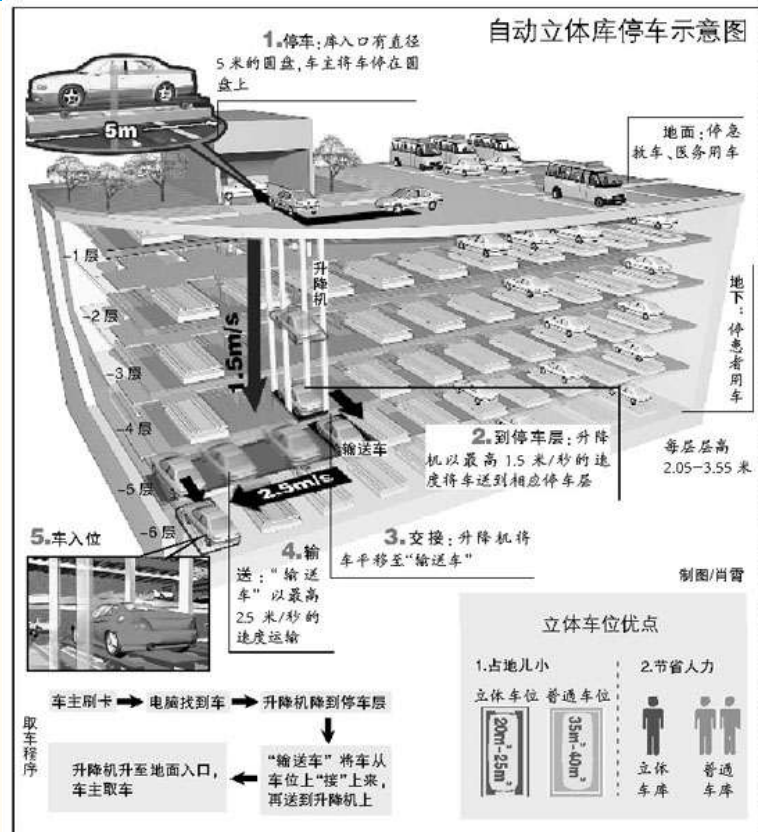 自动立体库停车示意图
1.停车:库入口有直径
5米的圆盘,车主将车停在圆
盘上
5m
地面:停急
救车、医务用车
升降机
-1层
-2层
-3层
-4层
-5层
-6层
1.5m/s
地下:停患者用车
每层层高
2.05-3.55米
输送车
2.9m/s
2.到停车层:升降
机以最高1.5米/秒的速
度将车送到相应停车层
3.交接:升降机将
车平移至“输送车”
4.输
送:“输送
车”以最高
2.5米/秒的
速度运输
5.车入位
制图/肖霄
取车程序
车主刷卡
电脑找到车
升降机降到停车层
“输送车”将车从
车位上“接”上来,
再送到升降机上
升降机升至地面入口,
车主取车
立体车位优点
1.占地儿小
立体车位 普通车位
20m²-25m²
35m²-40m²
2.节省人力
立体
车库
普通
车库